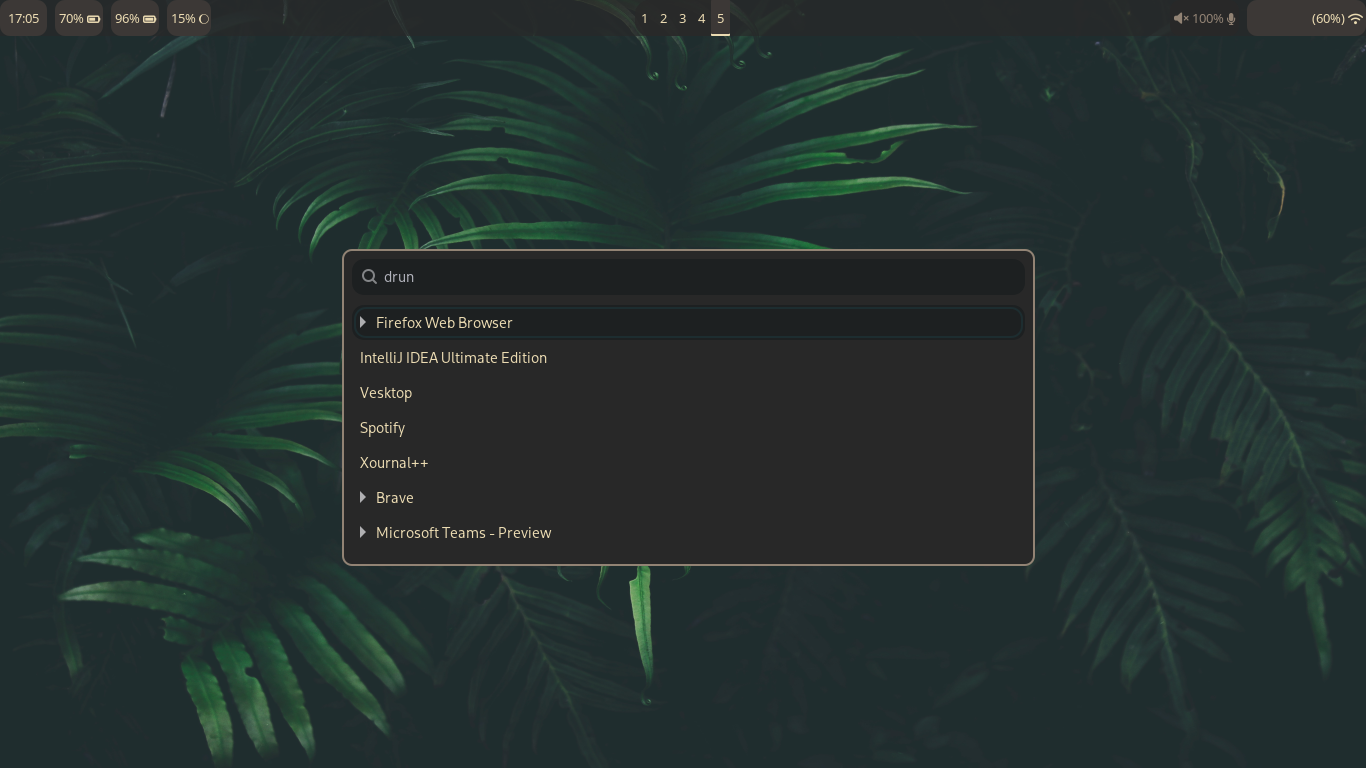 17:05 70% 96% 15% 1 2 3 4 5 100% (60%)
drun
Firefox Web Browser
IntelliJ IDEA Ultimate Edition
Vesktop
Spotify
Xournal++
Brave
Microsoft Teams - Preview